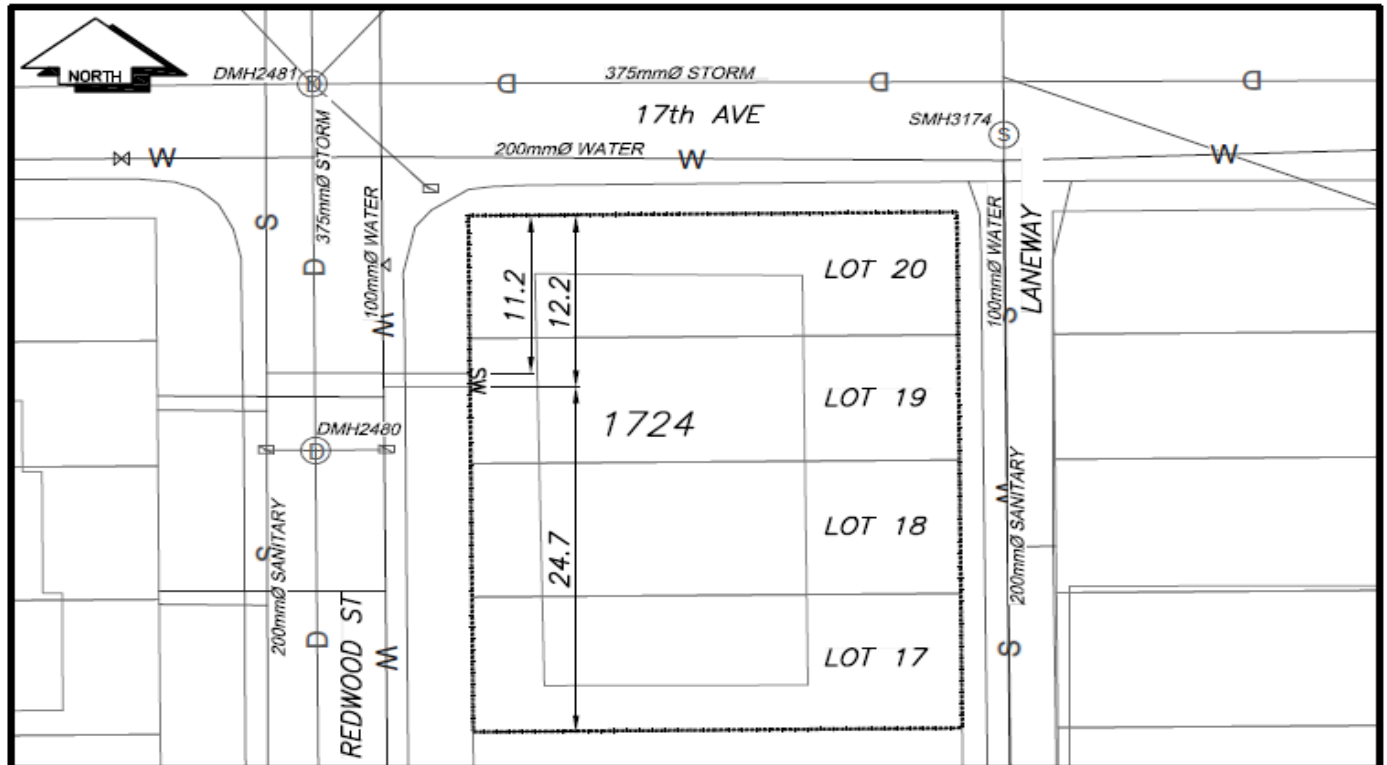 NORTH
DMH2481
D
D
375mmØ STORM
D
D
17th AVE
SMH3174
S
W
200mmØ WATER
W
W
S
375mmØ STORM
D
100mmØ WATER
W
11.2
12.2
LOT 20
100mmØ WATER
S
LANEWAY
SW
1724
LOT 19
DMH2480
D
W
200mmØ SANITARY
24.7
LOT 18
S
200mmØ SANITARY
D
REDWOOD ST
W
LOT 17
S